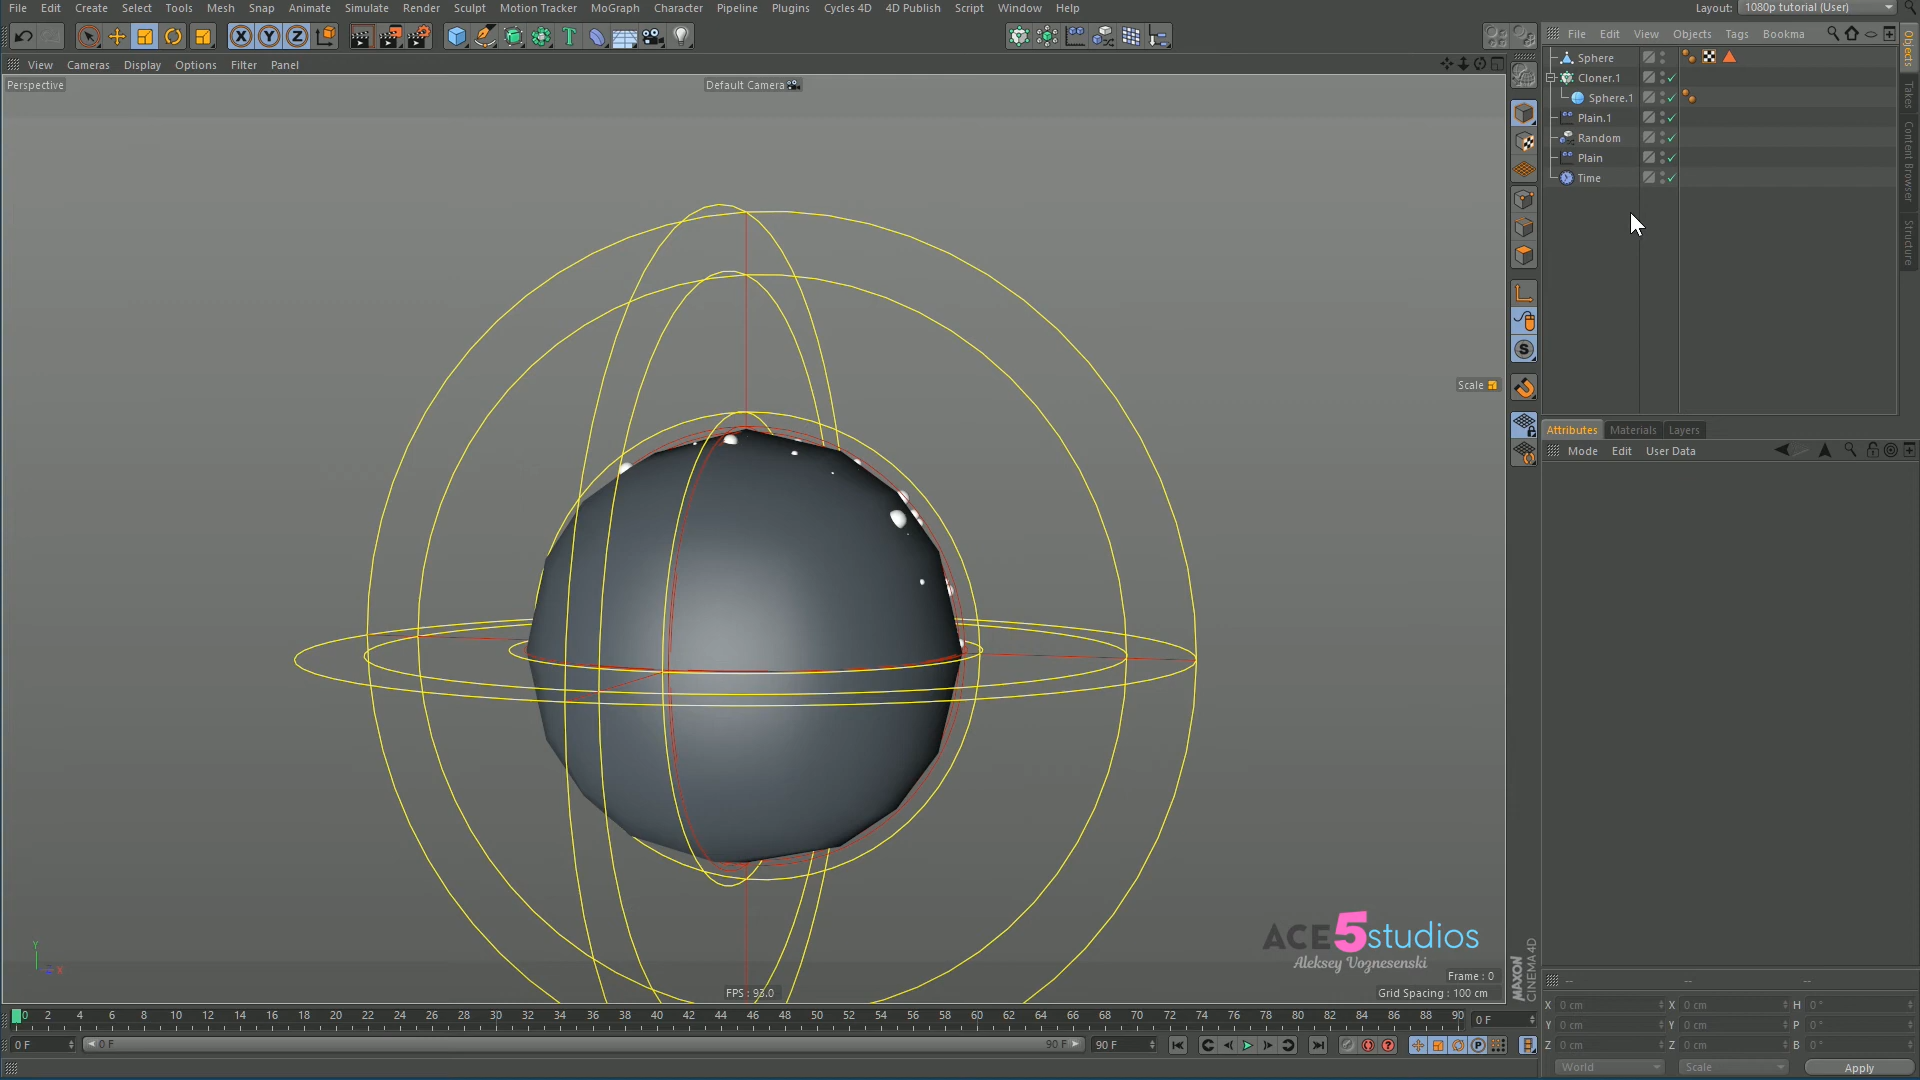 File Edit Create Select Tools Mesh Snap Animate Simulate Render Sculpt Motion Tracker MoGraph Character Pipeline Plugins Cycles 4D 4D Publish Script Window Help
Layout: 1080p tutorial (User)
File Edit View Objects Tags Bookma
View Cameras Display Options Filter Panel
Perspective
Default Camera
Sphere
Cloner.1
Sphere.1
Plain.1
Random
Plain
Time
Objects
Takes
Content Browser
Structure
Scale
Attributes Materials Layers
Mode Edit User Data
ACE5studios
Aleksey Voznesenski
Y
X
Frame : 0
FPS : 93.0
Grid Spacing : 100 cm
MAXON
CINEMA 4D
0 2 4 6 8 10 12 14 16 18 20 22 24 26 28 30 32 34 36 38 40 42 44 46 48 50 52 54 56 58 60 62 64 66 68 70 72 74 76 78 80 82 84 86 88 90
0 F
0 F 0 F 90 F 90 F
-- -- --
X 0 cm X 0 cm H 0 °
Y 0 cm Y 0 cm P 0 °
Z 0 cm Z 0 cm B 0 °
World Scale Apply